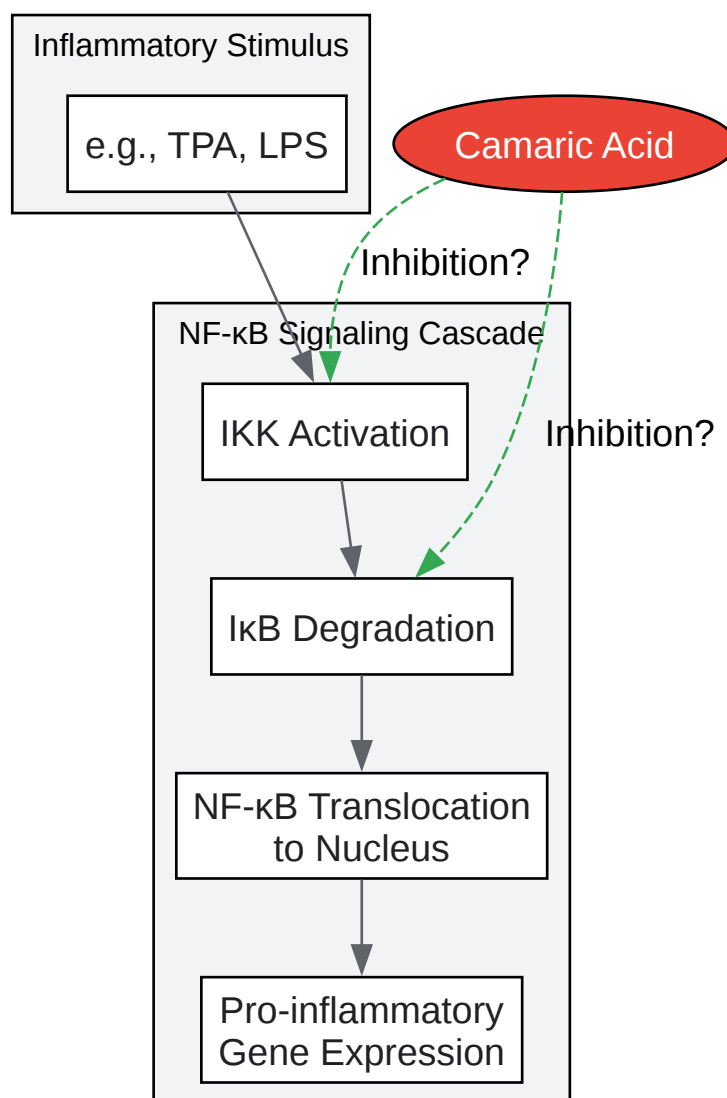 Inflammatory Stimulus
e.g., TPA, LPS
Camaric Acid
Inhibition?
NF-κB Signaling Cascade
IKK Activation
Inhibition?
IκB Degradation
NF-κB Translocation
to Nucleus
Pro-inflammatory
Gene Expression